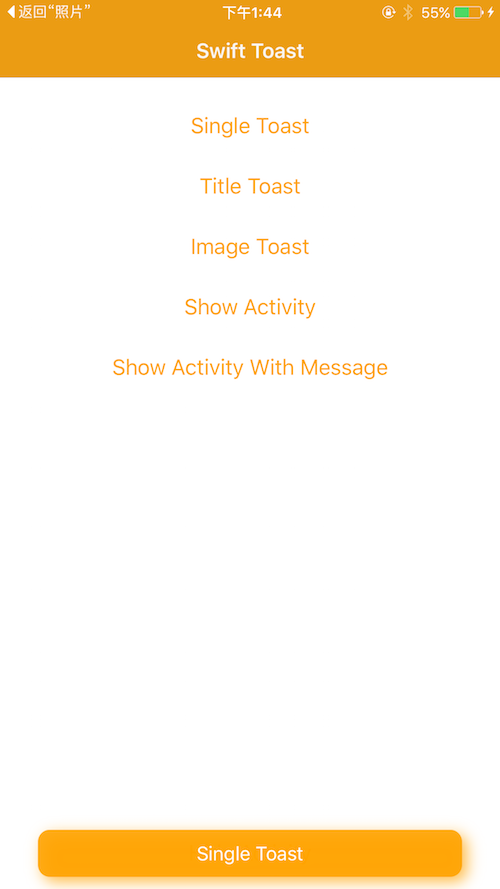 返回“照片” 下午1:44 55%
Swift Toast
Single Toast
Title Toast
Image Toast
Show Activity
Show Activity With Message
Single Toast